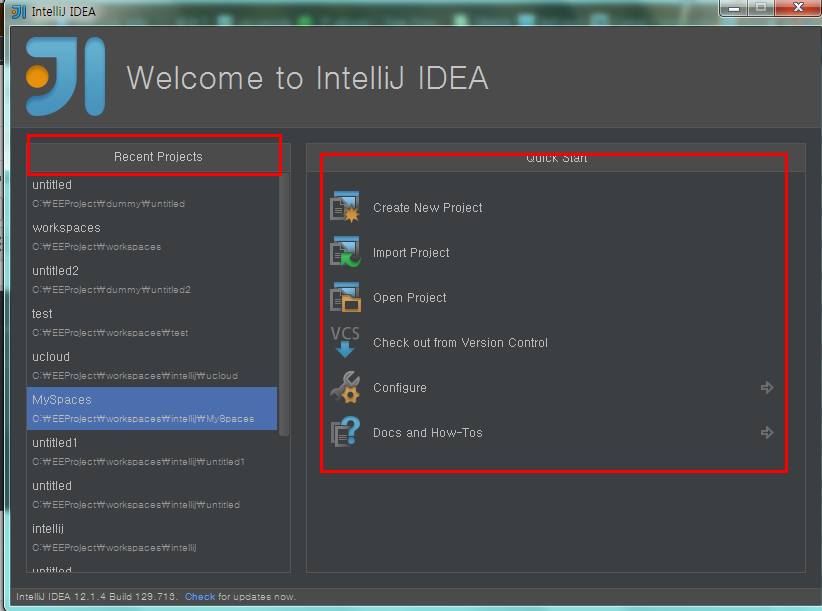 IntelliJ IDEA
Welcome to IntelliJ IDEA
Recent Projects
untitled
C:₩EEProject₩dummy₩untitled
workspaces
C:₩EEProject₩workspaces
untitled2
C:₩EEProject₩dummy₩untitled2
test
C:₩EEProject₩workspaces₩test
ucloud
C:₩EEProject₩workspaces₩intellij₩ucloud
MySpaces
C:₩EEProject₩workspaces₩intellij₩MySpaces
untitled1
C:₩EEProject₩workspaces₩intellij₩untitled1
untitled
C:₩EEProject₩workspaces₩intellij₩untitled
intellij
C:₩EEProject₩workspaces₩intellij
untitled
Quick Start
Create New Project
Import Project
Open Project
VCS
Check out from Version Control
Configure
Docs and How-Tos
IntelliJ IDEA 12.1.4 Build 129.713. Check for updates now.